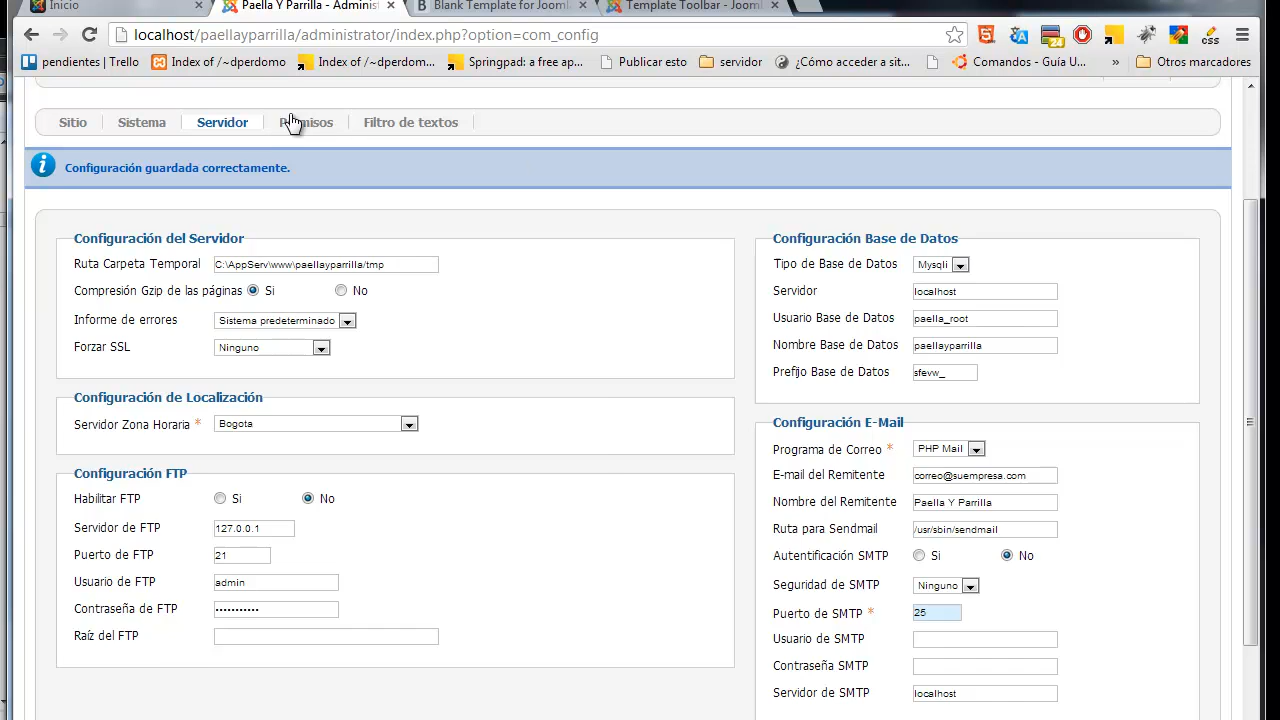 Inicio × Paella Y Parrilla - Adminis × Blank Template for Jooml × Template Toolbar - Jooml ×
localhost/paellayparrilla/administrator/index.php?option=com_config
pendientes | Trello Index of /~dperdomo Index of /~dperdom... Springpad: a free ap... Publicar esto servidor ¿Cómo acceder a sit... Comandos - Guía U... » Otros marcadores
Sitio Sistema Servidor Filtro de textos
Configuración guardada correctamente.
Configuración del Servidor
Ruta Carpeta Temporal C:\AppServ\www\paellayparrilla/tmp
Compresión Gzip de las páginas Si No
Informe de errores Sistema predeterminado
Forzar SSL Ninguno
Configuración de Localización
Servidor Zona Horaria * Bogota
Configuración FTP
Habilitar FTP Si No
Servidor de FTP 127.0.0.1
Puerto de FTP 21
Usuario de FTP admin
Contraseña de FTP •••••••••••
Raíz del FTP
Configuración Base de Datos
Tipo de Base de Datos Mysqli
Servidor localhost
Usuario Base de Datos paella_root
Nombre Base de Datos paellayparrilla
Prefijo Base de Datos sfevw_
Configuración E-Mail
Programa de Correo * PHP Mail
E-mail del Remitente correo@suempresa.com
Nombre del Remitente Paella Y Parrilla
Ruta para Sendmail /usr/sbin/sendmail
Autentificación SMTP Si No
Seguridad de SMTP Ninguno
Puerto de SMTP * 25
Usuario de SMTP
Contraseña SMTP
Servidor de SMTP localhost